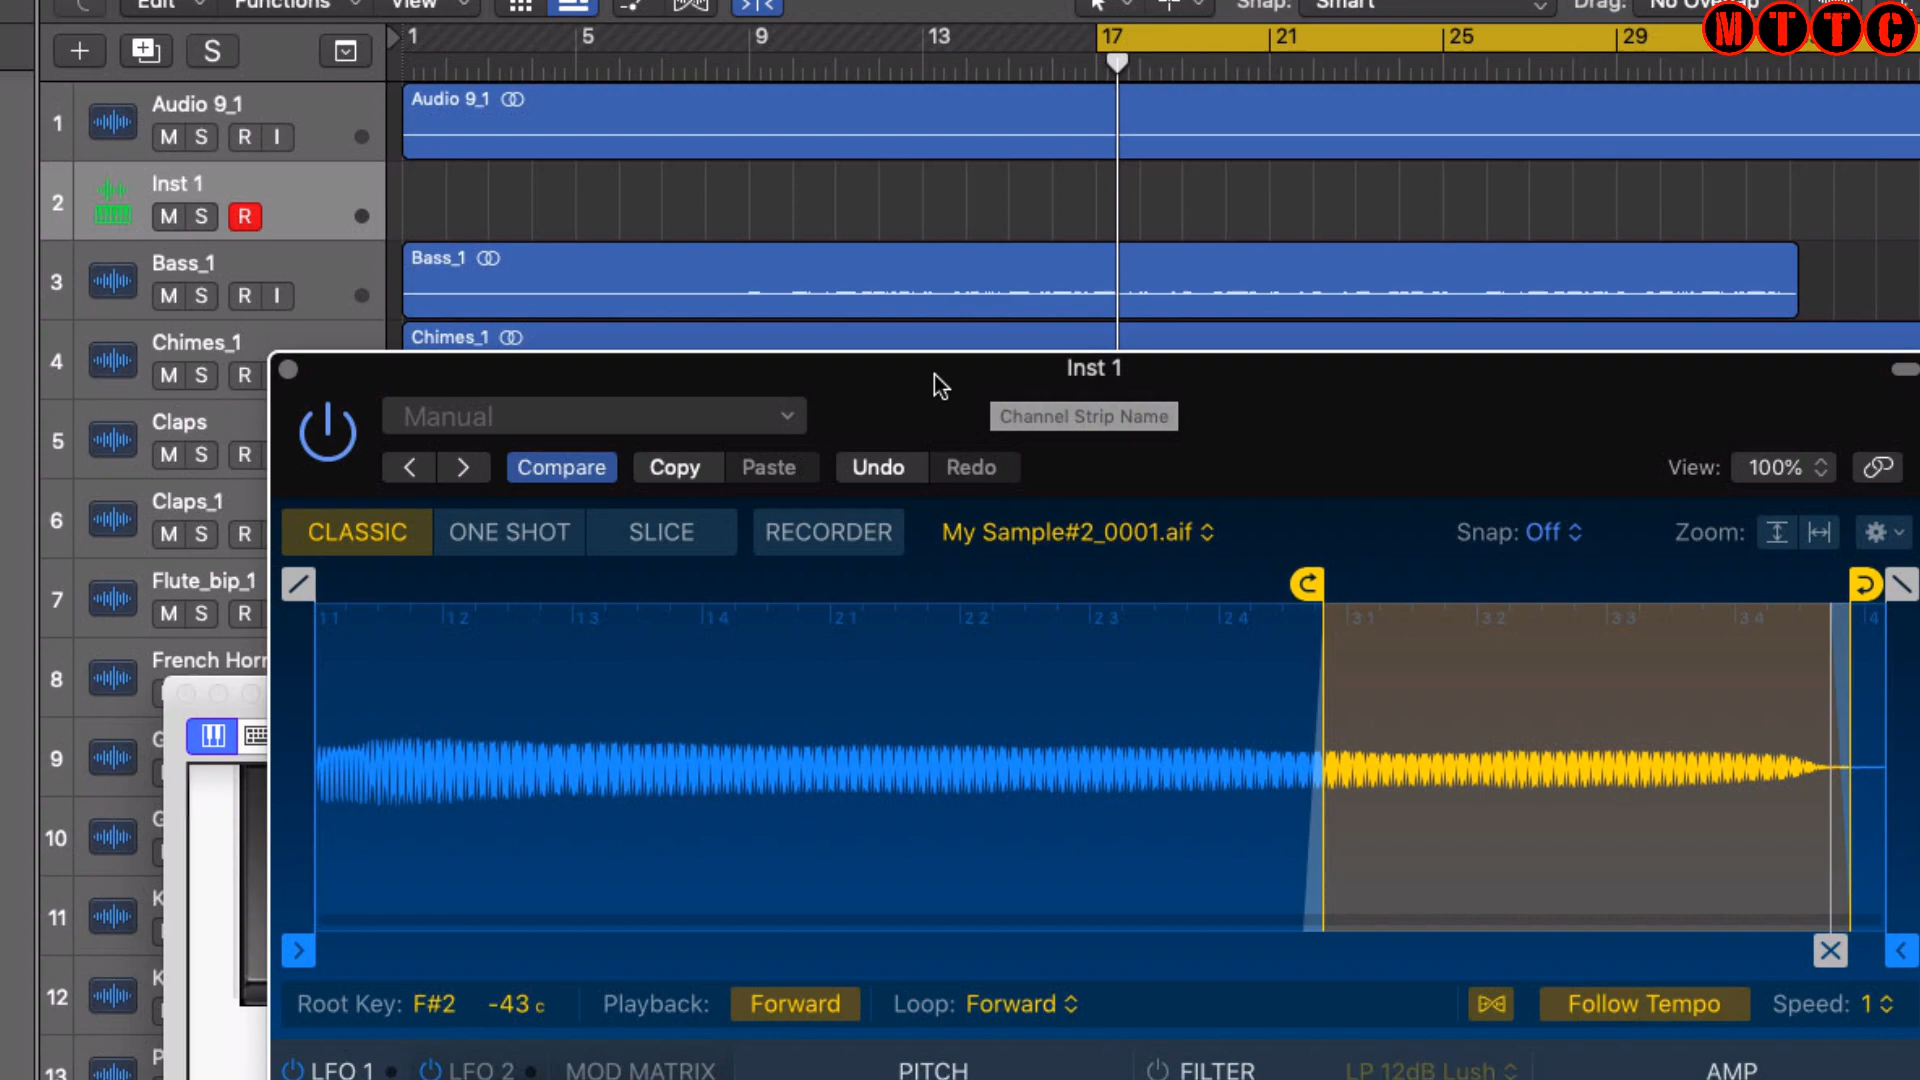 Edit Functions View Snap: Smart Drag: No Overlap
MTTC
S 1 5 9 13 17 21 25 29
1 Audio 9_1 Audio 9_1
M S R I
2 Inst 1
M S R
3 Bass_1 Bass_1
M S R I
4 Chimes_1 Chimes_1
M S R
Inst 1
Manual
Channel Strip Name
5 Claps
M S R
Compare Copy Paste Undo Redo View: 100%
6 Claps_1
M S R
CLASSIC ONE SHOT SLICE RECORDER My Sample#2_0001.aif Snap: Off Zoom:
7 Flute_bip_1
M S R
1 1 1 2 1 3 1 4 2 1 2 2 2 3 2 4 3 1 3 2 3 3 3 4 4
8 French Horn
9 G
10 G
11 K
12 K
Root Key: F#2 -43 c Playback: Forward Loop: Forward Follow Tempo Speed: 1
13 P
LFO 1 LFO 2 MOD MATRIX PITCH FILTER LP 12dB Lush AMP